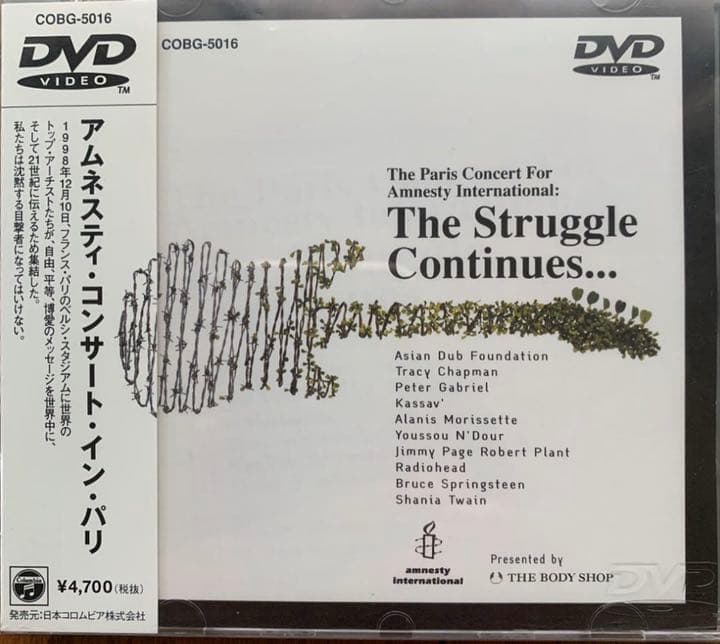 COBG-5016
DVD
VIDEO
TM
アムネスティ・コンサート・イン・パリ
1998年12月10日、フランス・パリのベルシ・スタジアムに世界の
トップ・アーチストたちが、自由、平等、博愛のメッセージを世界中に、
そして21世紀に伝えるため集結した。
私たちは沈黙する目撃者になってはいけない。
Columbia
¥4,700(税抜)
発売元:日本コロムビア株式会社
COBG-5016
DVD
VIDEO
TM
The Paris Concert For
Amnesty International:
The Struggle
Continues...
Asian Dub Foundation
Tracy Chapman
Peter Gabriel
Kassav'
Alanis Morissette
Youssou N'Dour
Jimmy Page Robert Plant
Radiohead
Bruce Springsteen
Shania Twain
amnesty
international
Presented by
THE BODY SHOP
DVD